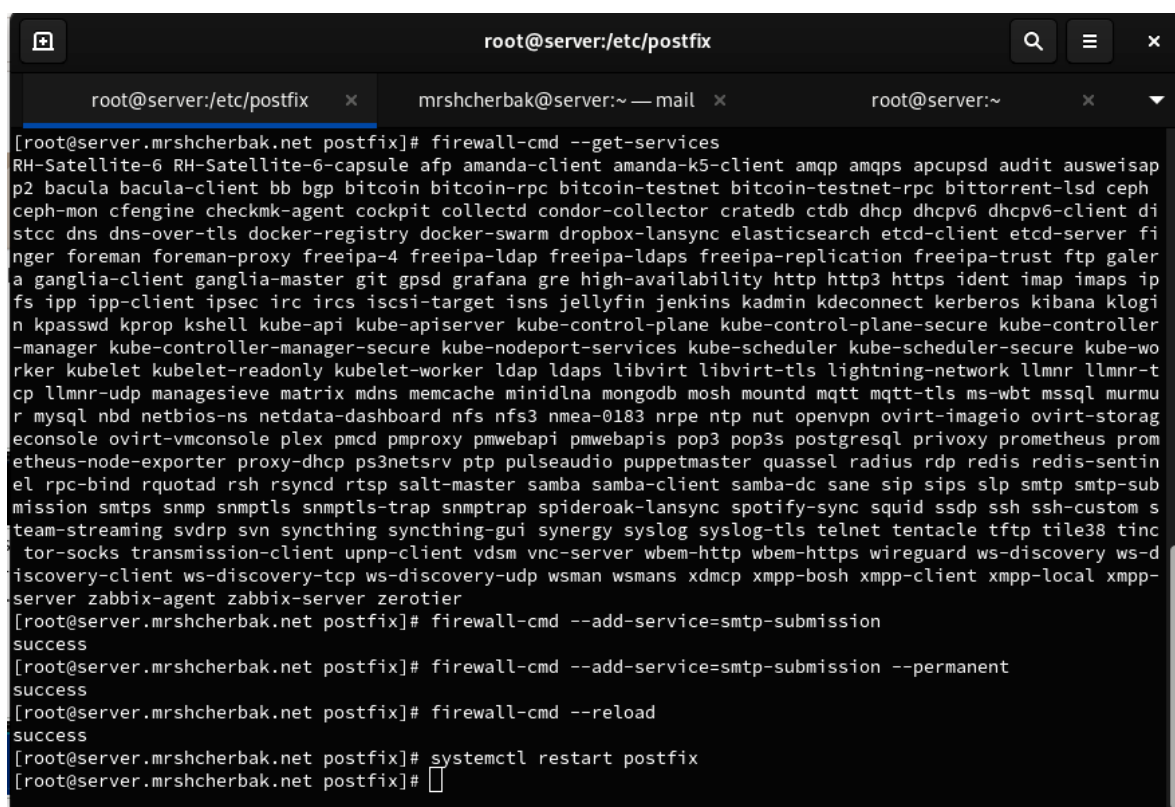 root@server:/etc/postfix
root@server:/etc/postfix × mrshcherbak@server:~ — mail × root@server:~ ×
[root@server.mrshcherbak.net postfix]# firewall-cmd --get-services
RH-Satellite-6 RH-Satellite-6-capsule afp amanda-client amanda-k5-client amqp amqps apcupsd audit ausweisap
p2 bacula bacula-client bb bgp bitcoin bitcoin-rpc bitcoin-testnet bitcoin-testnet-rpc bittorrent-lsd ceph
ceph-mon cfengine checkmk-agent cockpit collectd condor-collector cratedb ctdb dhcp dhcpv6 dhcpv6-client di
stcc dns dns-over-tls docker-registry docker-swarm dropbox-lansync elasticsearch etcd-client etcd-server fi
nger foreman foreman-proxy freeipa-4 freeipa-ldap freeipa-ldaps freeipa-replication freeipa-trust ftp galer
a ganglia-client ganglia-master git gpsd grafana gre high-availability http http3 https ident imap imaps ip
fs ipp ipp-client ipsec irc ircs iscsi-target isns jellyfin jenkins kadmin kdeconnect kerberos kibana klogi
n kpasswd kprop kshell kube-api kube-apiserver kube-control-plane kube-control-plane-secure kube-controller
-manager kube-controller-manager-secure kube-nodeport-services kube-scheduler kube-scheduler-secure kube-wo
rker kubelet kubelet-readonly kubelet-worker ldap ldaps libvirt libvirt-tls lightning-network llmnr llmnr-t
cp llmnr-udp managesieve matrix mdns memcache minidlna mongodb mosh mountd mqtt mqtt-tls ms-wbt mssql murmu
r mysql nbd netbios-ns netdata-dashboard nfs nfs3 nmea-0183 nrpe ntp nut openvpn ovirt-imageio ovirt-storag
econsole ovirt-vmconsole plex pmcd pmproxy pmwebapi pmwebapis pop3 pop3s postgresql privoxy prometheus prom
etheus-node-exporter proxy-dhcp ps3netsrv ptp pulseaudio puppetmaster quassel radius rdp redis redis-sentin
el rpc-bind rquotad rsh rsyncd rtsp salt-master samba samba-client samba-dc sane sip sips slp smtp smtp-sub
mission smtps snmp snmptls snmptls-trap snmptrap spideroak-lansync spotify-sync squid ssdp ssh ssh-custom s
team-streaming svdrp svn syncthing syncthing-gui synergy syslog syslog-tls telnet tentacle tftp tile38 tinc
tor-socks transmission-client upnp-client vdsm vnc-server wbem-http wbem-https wireguard ws-discovery ws-d
iscovery-client ws-discovery-tcp ws-discovery-udp wsman wsmans xdmcp xmpp-bosh xmpp-client xmpp-local xmpp-
server zabbix-agent zabbix-server zerotier
[root@server.mrshcherbak.net postfix]# firewall-cmd --add-service=smtp-submission
success
[root@server.mrshcherbak.net postfix]# firewall-cmd --add-service=smtp-submission --permanent
success
[root@server.mrshcherbak.net postfix]# firewall-cmd --reload
success
[root@server.mrshcherbak.net postfix]# systemctl restart postfix
[root@server.mrshcherbak.net postfix]#